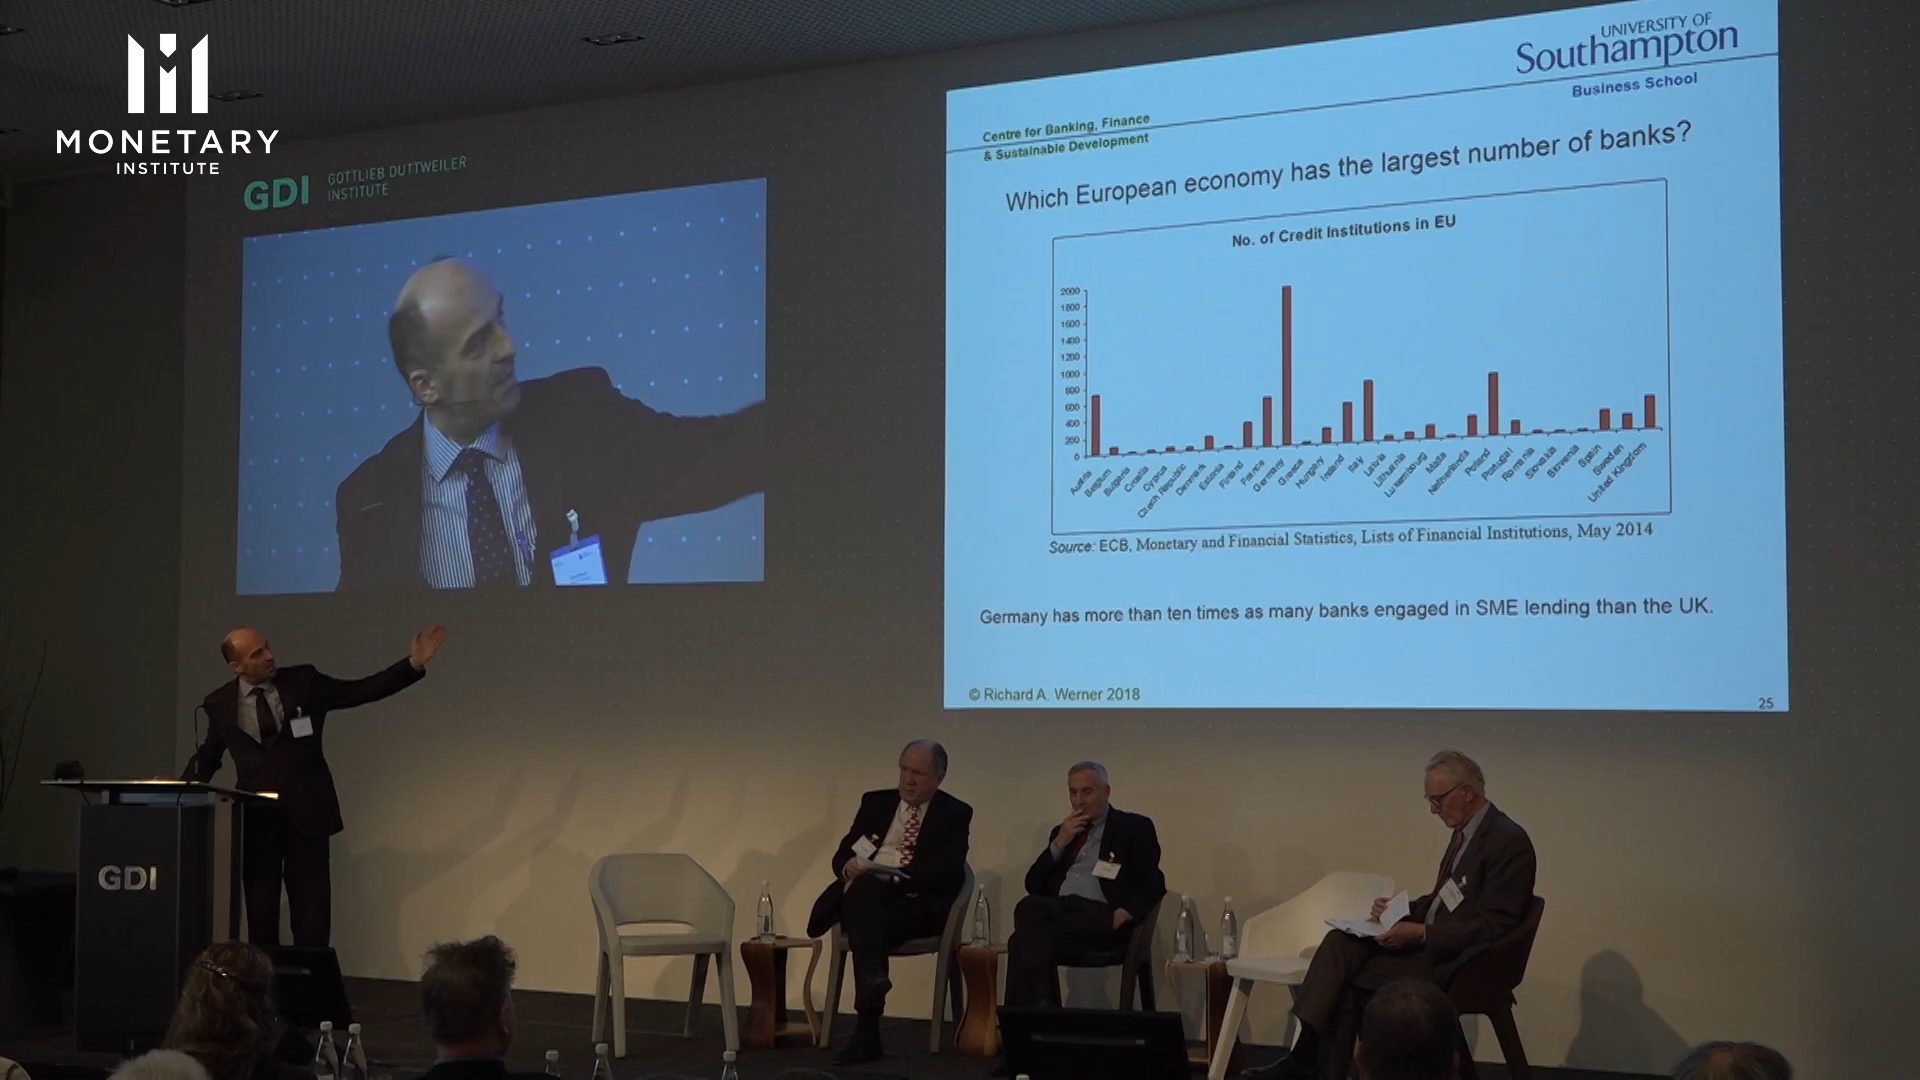 MONETARY
INSTITUTE
GDI
GOTTLIEB DUTTWEILER
INSTITUTE
UNIVERSITY OF
Southampton
Business School
Centre for Banking, Finance
& Sustainable Development
Which European economy has the largest number of banks?
No. of Credit Institutions in EU
2000
1800
1600
1400
1200
1000
800
600
400
200
0
Austria
Belgium
Bulgaria
Croatia
Cyprus
Czech Republic
Denmark
Estonia
Finland
France
Germany
Greece
Hungary
Ireland
Italy
Latvia
Lithuania
Luxembourg
Malta
Netherlands
Poland
Portugal
Romania
Slovakia
Slovenia
Spain
Sweden
United Kingdom
Source: ECB, Monetary and Financial Statistics, Lists of Financial Institutions, May 2014
Germany has more than ten times as many banks engaged in SME lending than the UK.
© Richard A. Werner 2018
25
GDI